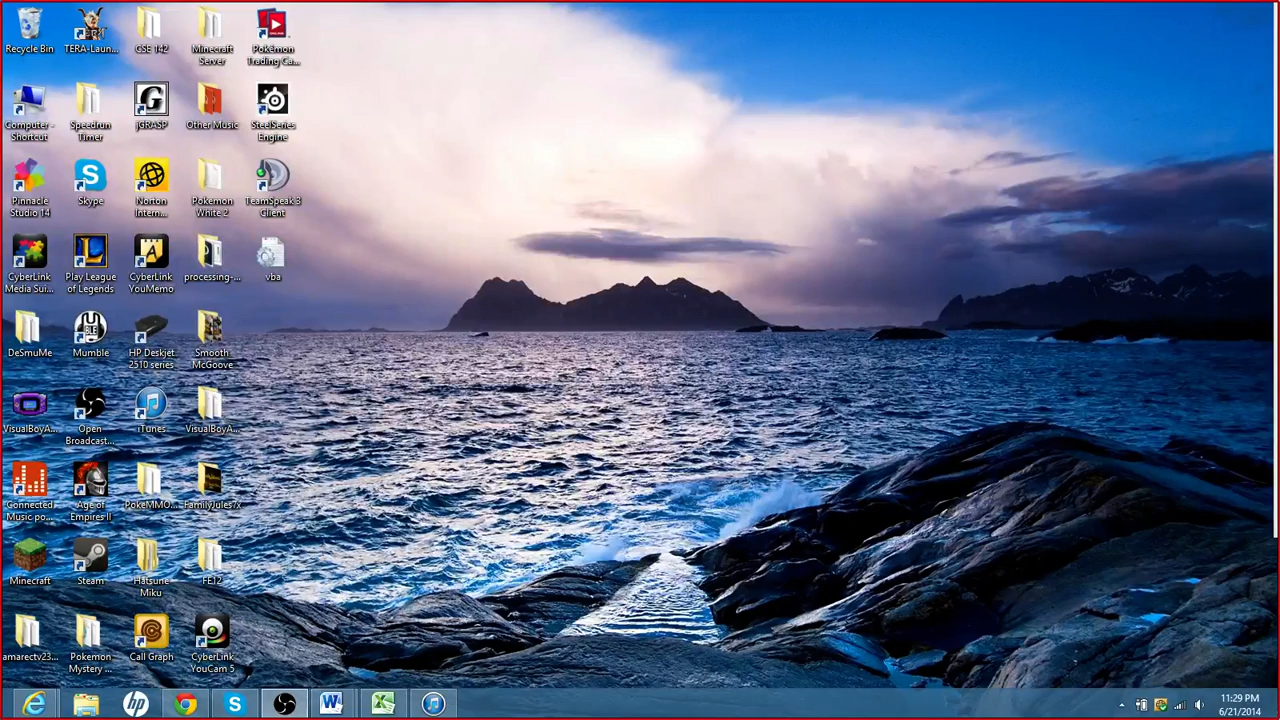 Recycle Bin
TERA-Laun...
CSE 142
Minecraft
Server
Pokémon
Trading Ca...
Computer -
Shortcut
Speedrun
Timer
G
jGRASP
Other Music
SteelSeries
Engine
Pinnacle
Studio 14
S
Skype
Norton
Intern...
Pokemon
White 2
TeamSpeak 3
Client
CyberLink
Media Sui...
L
Play League
of Legends
A
CyberLink
YouMemo
processing-...
vba
DeSmuMe
BLE
Mumble
HP Deskjet
2510 series
Smooth
McGoove
VisualBoyA...
Open
Broadcast...
iTunes
VisualBoyA...
Connected
Music po...
Age of
Empires II
PokeMMO...
FamilyJules7x
Minecraft
Steam
Hatsune
Miku
FE12
amarectv23...
Pokemon
Mystery ...
Call Graph
CyberLink
YouCam 5
hp
S
W
X
11:29 PM
6/21/2014